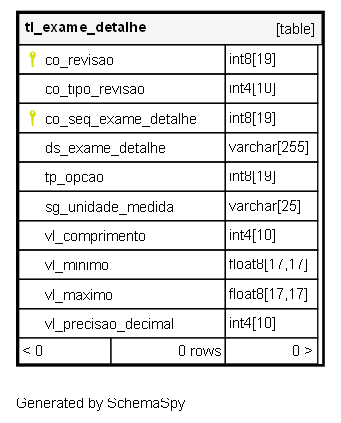 tl_exame_detalhe [table]
co_revisao int8[19]
co_tipo_revisao int4[10]
co_seq_exame_detalhe int8[19]
ds_exame_detalhe varchar[255]
tp_opcao int8[19]
sg_unidade_medida varchar[25]
vl_comprimento int4[10]
vl_minimo float8[17,17]
vl_maximo float8[17,17]
vl_precisao_decimal int4[10]
< 0 0 rows 0 >
Generated by SchemaSpy